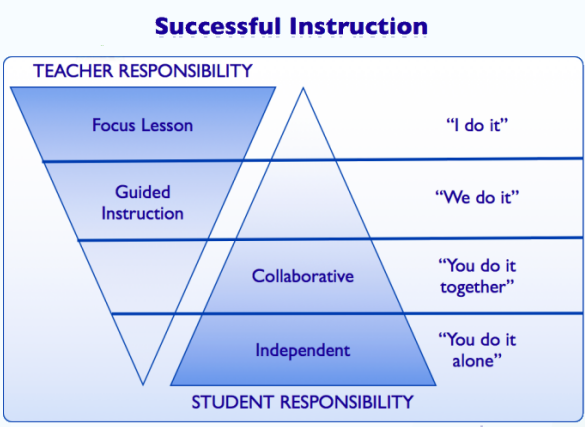 Successful Instruction
TEACHER RESPONSIBILITY
Focus Lesson
“I do it”
Guided
Instruction
“We do it”
Collaborative
“You do it
together”
Independent
“You do it
alone”
STUDENT RESPONSIBILITY